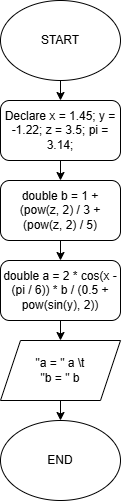 START
Declare x = 1.45; y =
-1.22; z = 3.5; pi =
3.14;
double b = 1 +
(pow(z, 2) / 3 +
(pow(z, 2) / 5)
double a = 2 * cos(x -
(pi / 6)) * b / (0.5 +
pow(sin(y), 2))
"a = " a \t
"b = " b
END